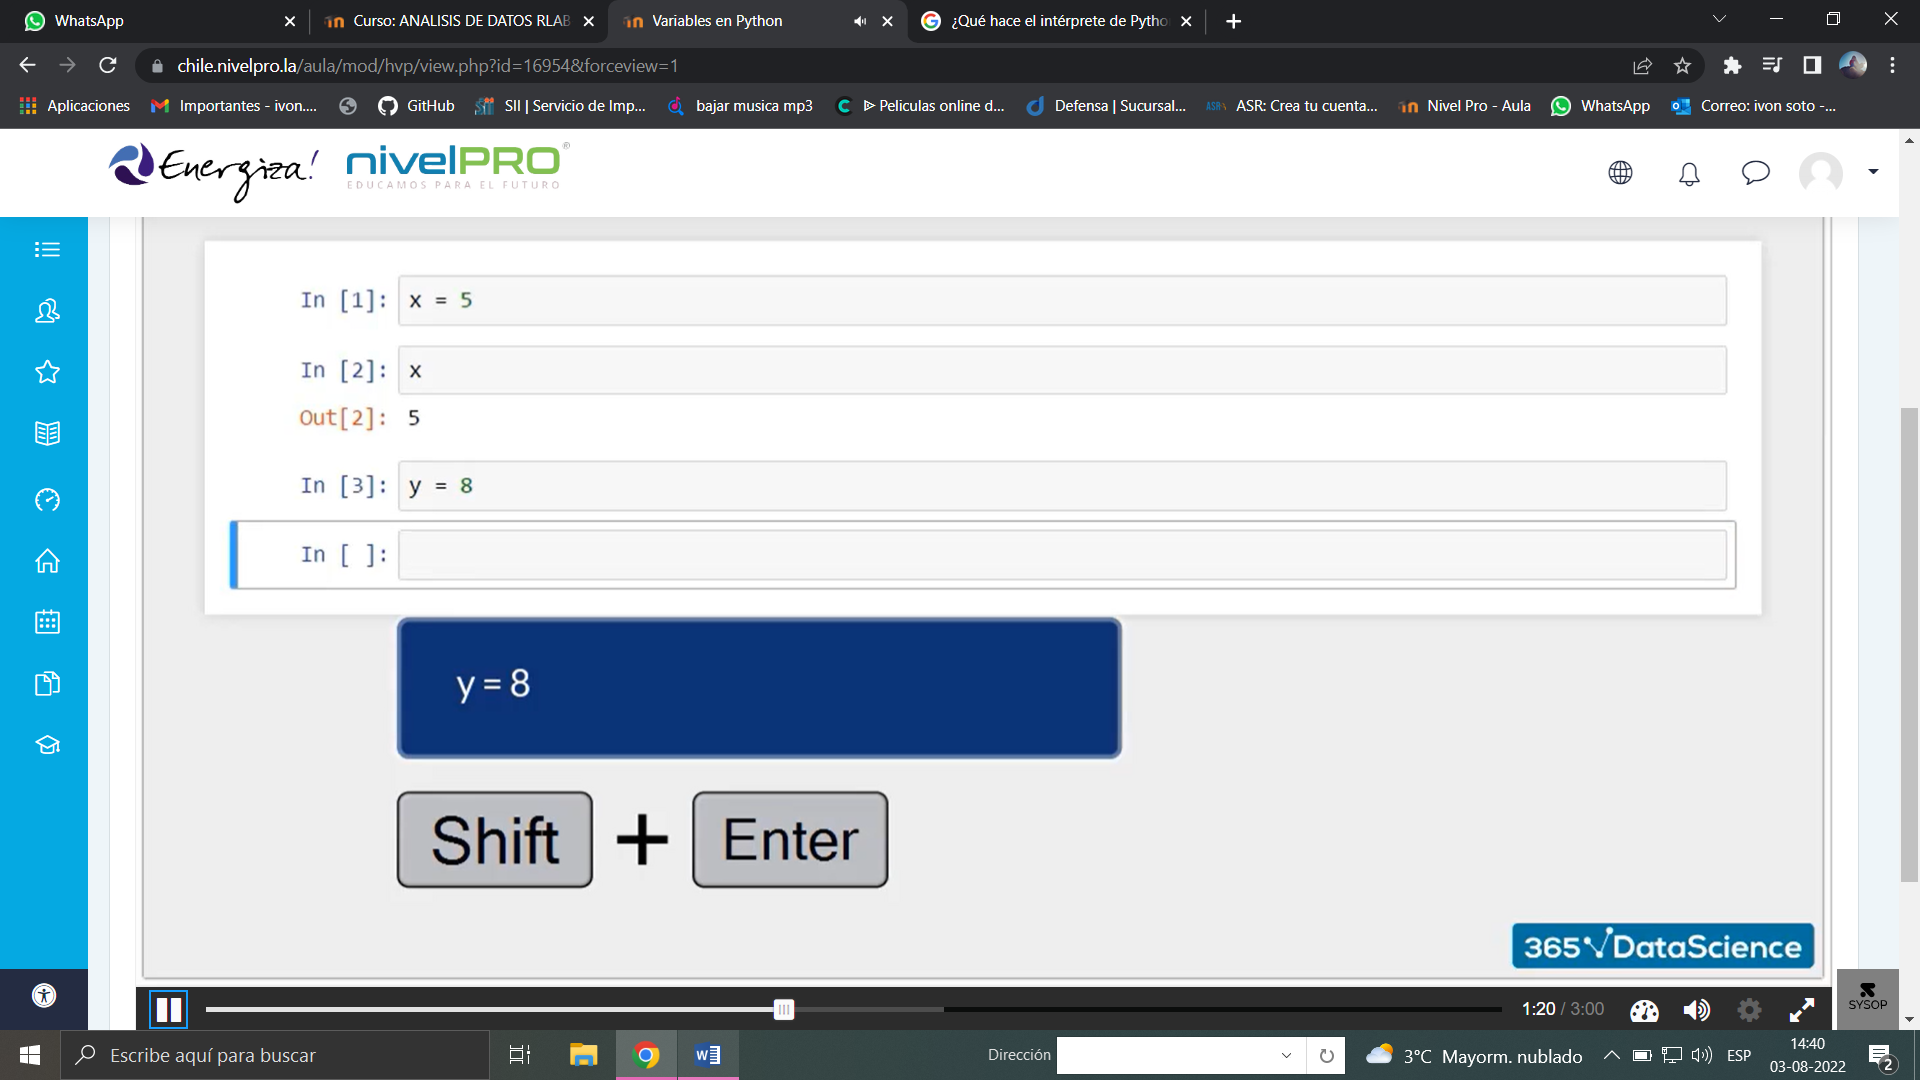 WhatsApp
Curso: ANALISIS DE DATOS RLAB
Variables en Python
¿Qué hace el intérprete de Pytho
chile.nivelpro.la/aula/mod/hvp/view.php?id=16954&forceview=1
Aplicaciones
Importantes - ivon....
GitHub
SII | Servicio de Imp...
bajar musica mp3
Peliculas online d...
Defensa | Sucursal...
ASR: Crea tu cuenta...
Nivel Pro - Aula
WhatsApp
Correo: ivon soto -...
Energiza!
nivelPRO®
EDUCAMOS PARA EL FUTURO
In [1]: x = 5
In [2]: x
Out[2]: 5
In [3]: y = 8
In [ ]:
y = 8
Shift + Enter
365 DataScience
1:20 / 3:00
SYSOP
Escribe aquí para buscar
Dirección
3°C Mayorm. nublado
ESP
14:40
03-08-2022
2